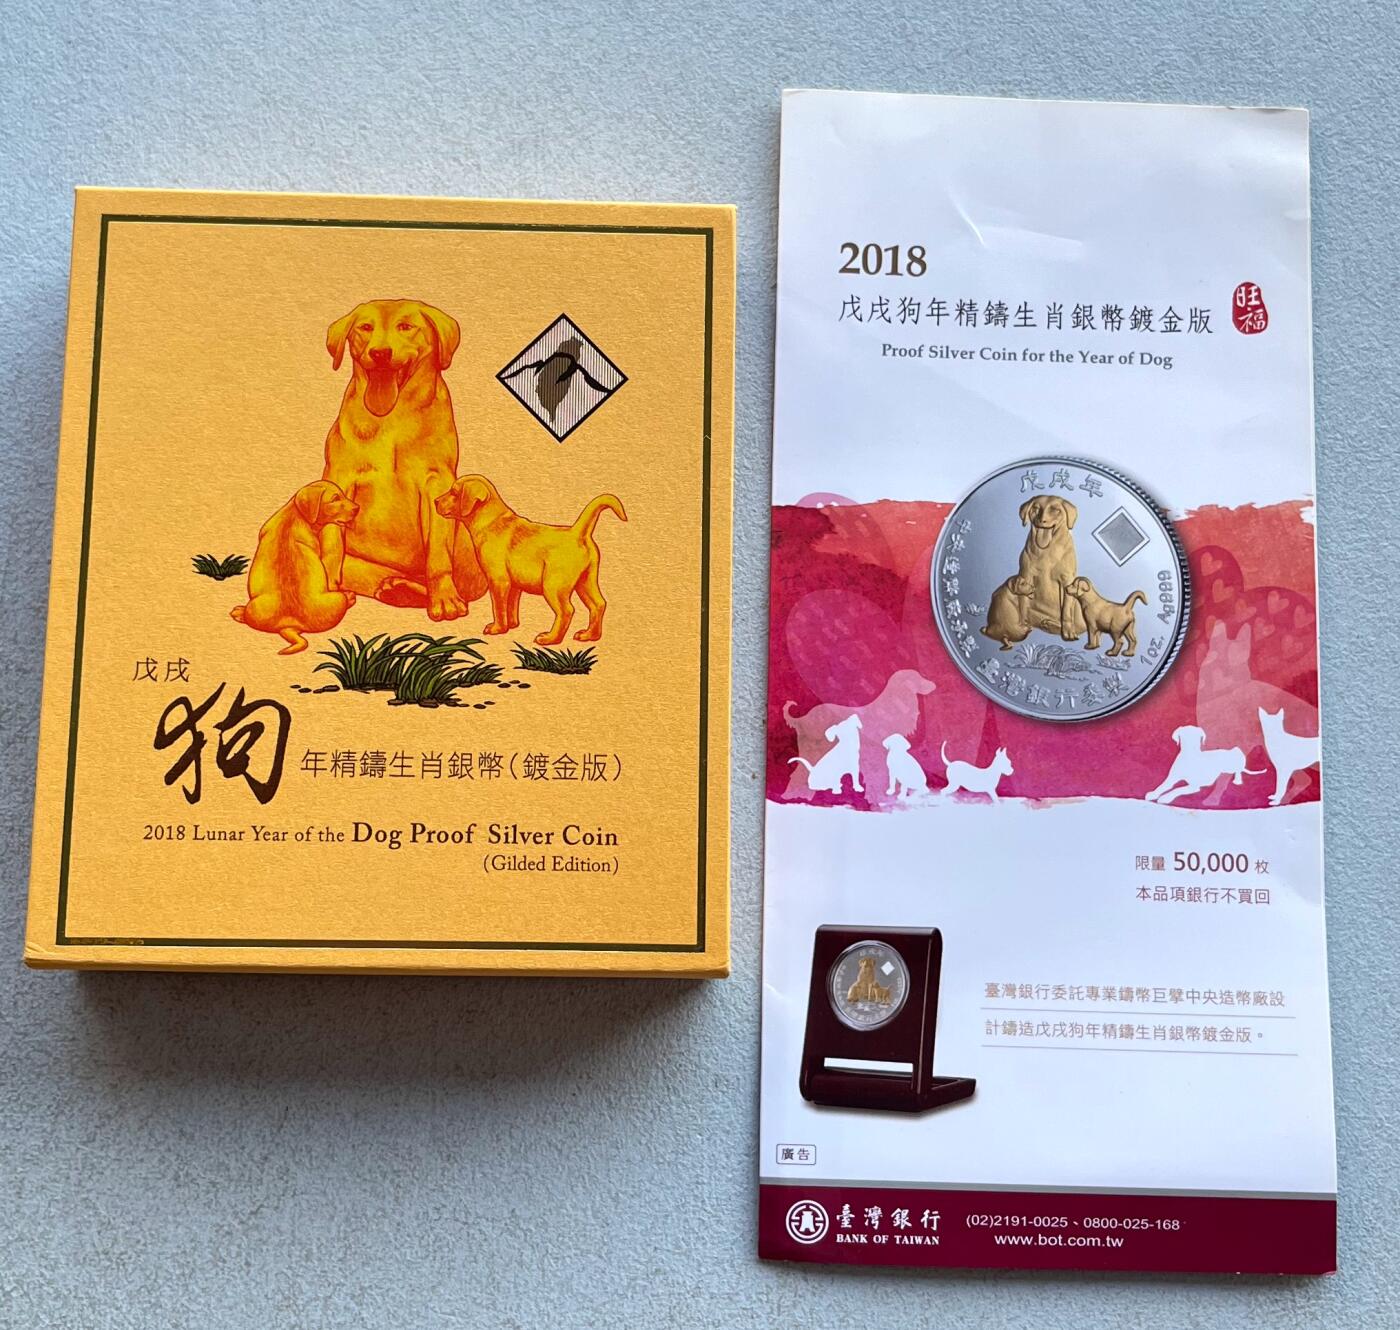 戊戌
狗年精鑄生肖銀幣(鍍金版)
2018 Lunar Year of the Dog Proof Silver Coin
(Gilded Edition)
2018
戊戌狗年精鑄生肖銀幣鍍金版
旺福
Proof Silver Coin for the Year of Dog
戊戌年
1oz. Ag999
臺灣銀行委製
限量 50,000 枚
本品項銀行不買回
臺灣銀行委託專業鑄幣巨擘中央造幣廠設
計鑄造戊戌狗年精鑄生肖銀幣鍍金版。
廣告
臺灣銀行
BANK OF TAIWAN
(02)2191-0025、0800-025-168
www.bot.com.tw